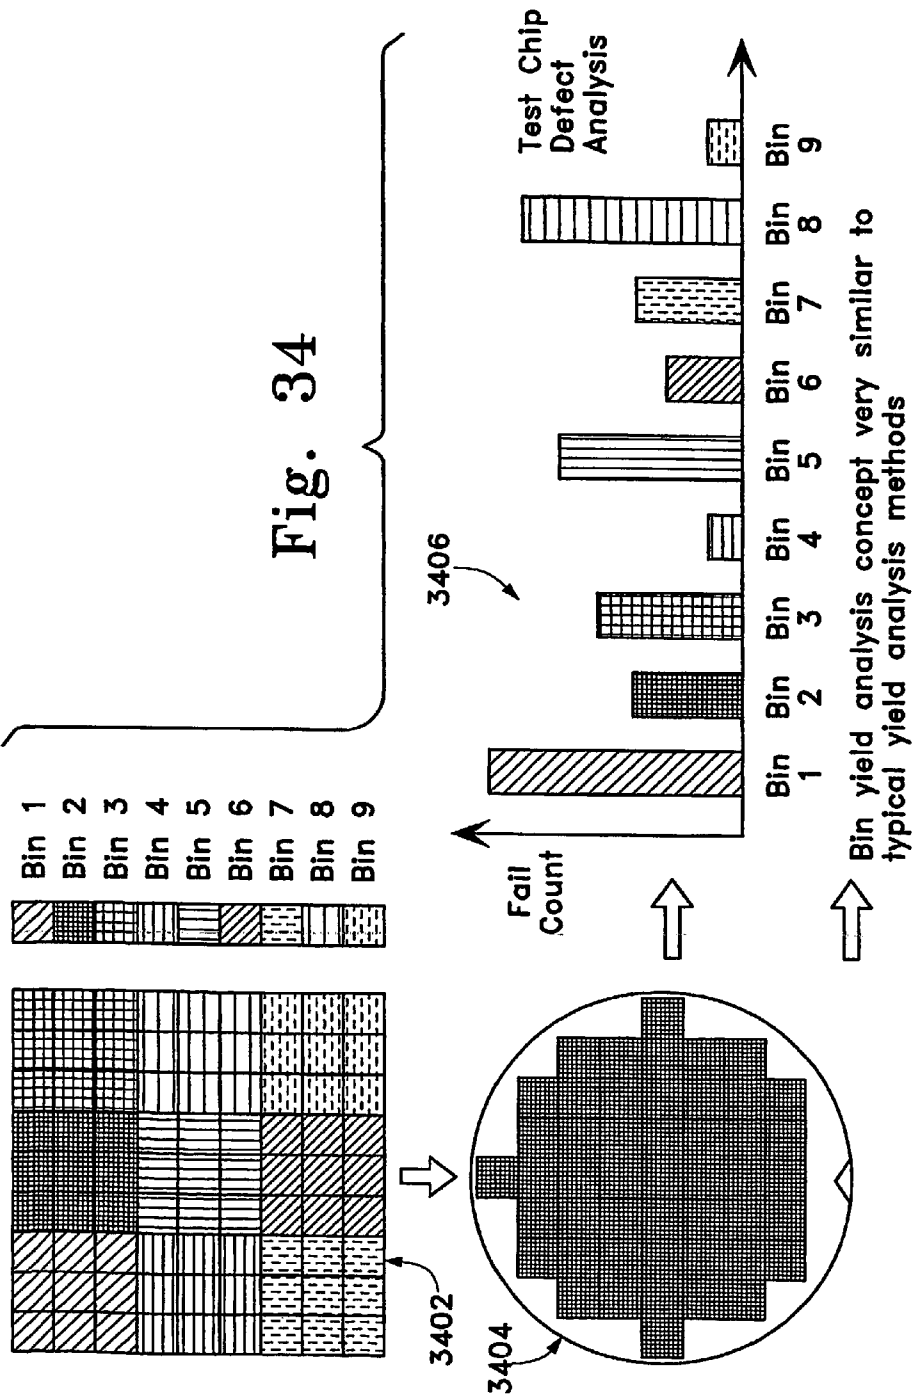 Bin 1
Bin 2
Bin 3
Bin 4
Bin 5
Bin 6
Bin 7
Bin 8
Bin 9
3402
3404
Fig. 34
3406
Fail
Count
Test Chip
Defect
Analysis
Bin
1
Bin
2
Bin
3
Bin
4
Bin
5
Bin
6
Bin
7
Bin
8
Bin
9
Bin yield analysis concept very similar to
typical yield analysis methods